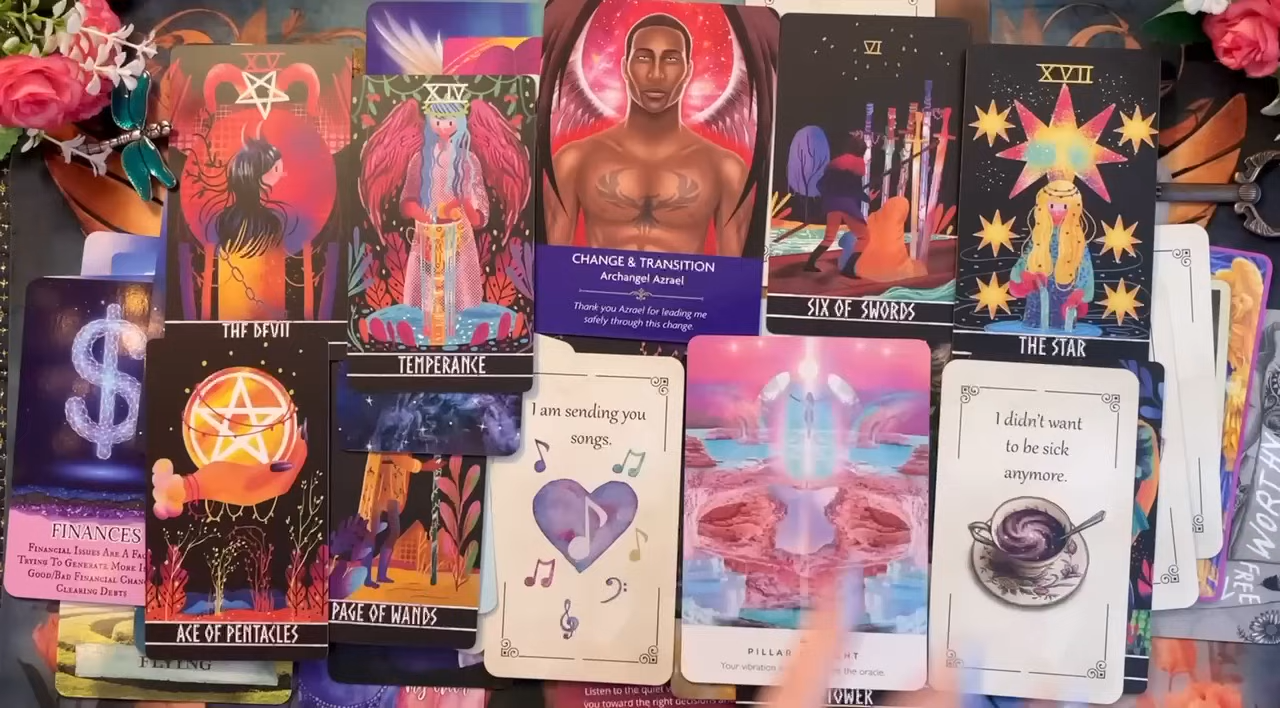 XV
THE DEVIL
XIV
TEMPERANCE
CHANGE & TRANSITION
Archangel Azrael
Thank you Azrael for leading me
safely through this change.
VI
SIX OF SWORDS
XVII
THE STAR
$
FINANCES
FINANCIAL ISSUES ARE A FAC
TRYING TO GENERATE MORE I
GOOD/BAD FINANCIAL CHAN
CLEARING DEBTS
ACE OF PENTACLES
PAGE OF WANDS
I am sending you
songs.
PILLAR
Your vibration
the oracle.
I didn't want
to be sick
anymore.
FLYING
Listen to the quiet
you toward the right decisions
TOWER
FREE